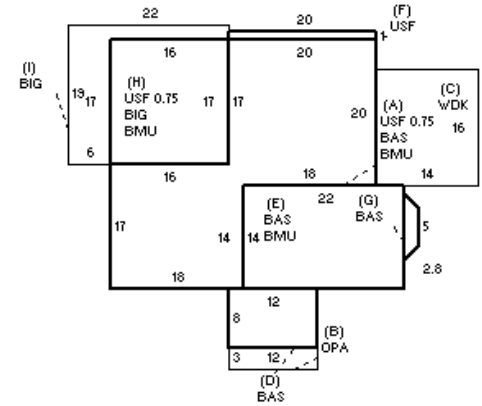 22
20
(F)
USF
1
16
20
(I)
BIG
19
17
(H)
USF 0.75
BIG
BMU
17
17
20
(A)
USF 0.75
BAS
BMU
(C)
WDK
16
6
16
18
14
22
17
14
14
(E)
BAS
BMU
(G)
BAS
5
2.8
18
12
8
(B)
OPA
3
12
(D)
BAS